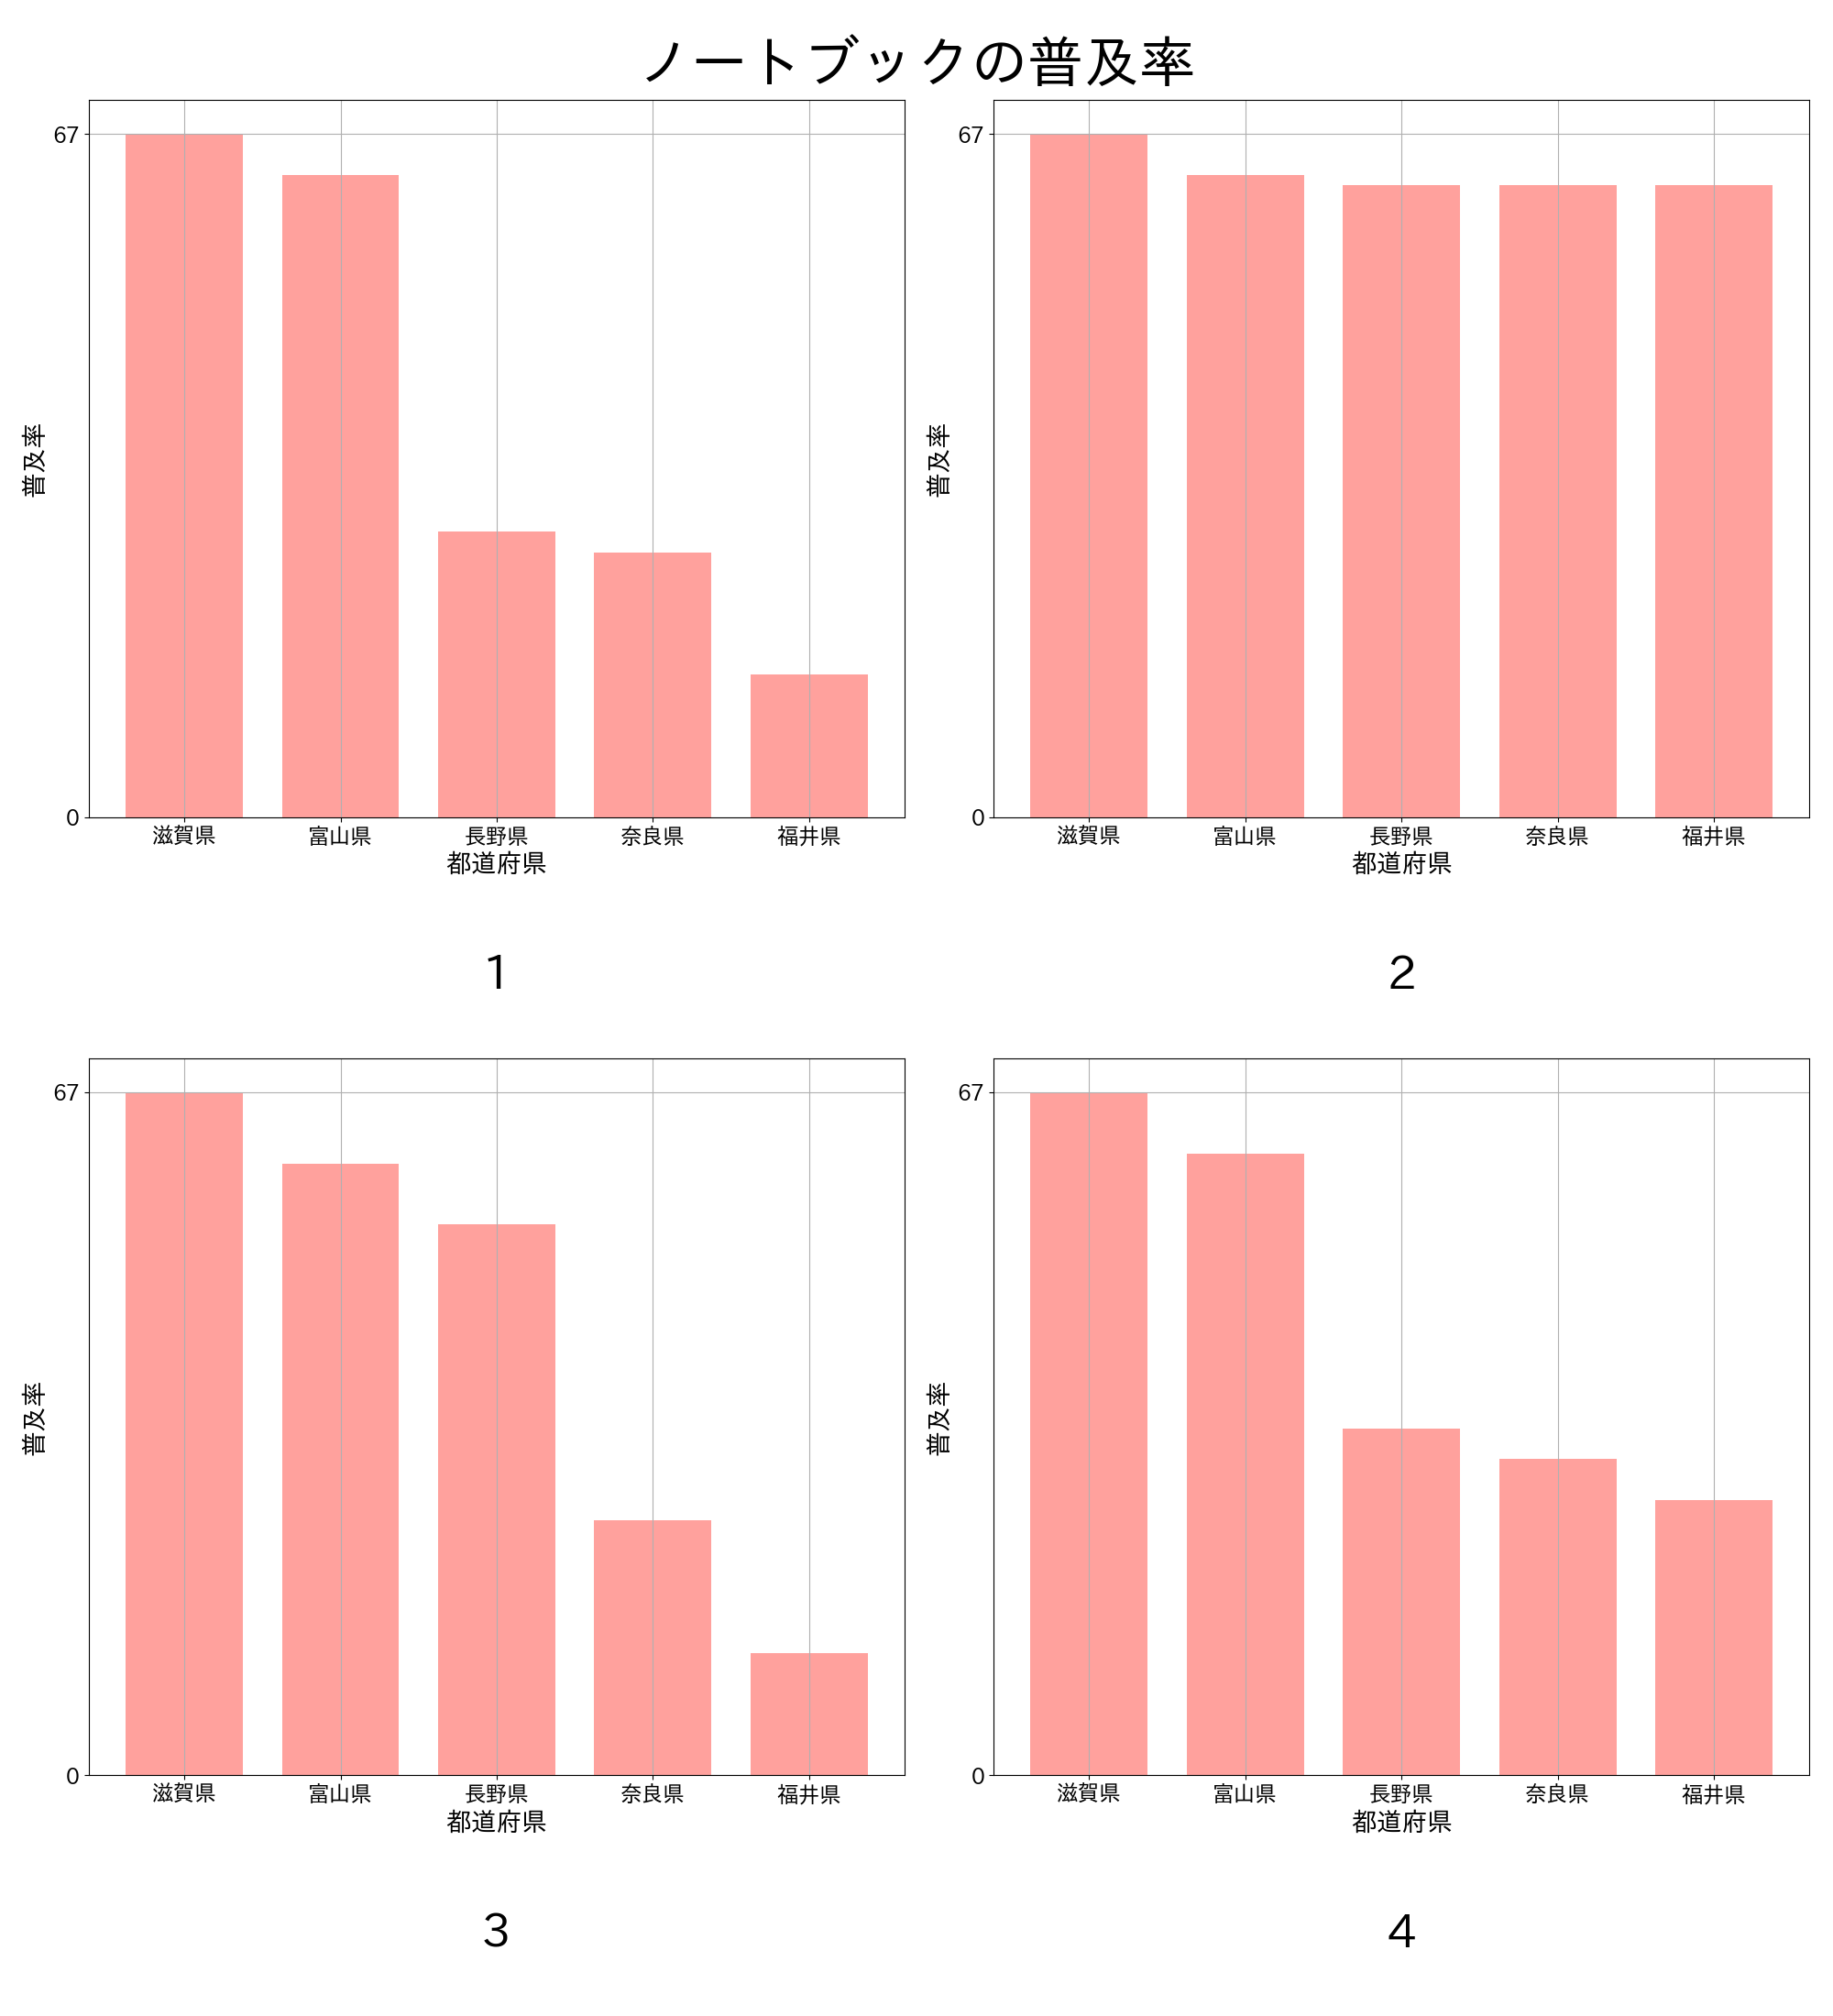 ノートブックの普及率
67
0
普及率
滋賀県 富山県 長野県 奈良県 福井県
都道府県
1
67
0
普及率
滋賀県 富山県 長野県 奈良県 福井県
都道府県
2
67
0
普及率
滋賀県 富山県 長野県 奈良県 福井県
都道府県
3
67
0
普及率
滋賀県 富山県 長野県 奈良県 福井県
都道府県
4